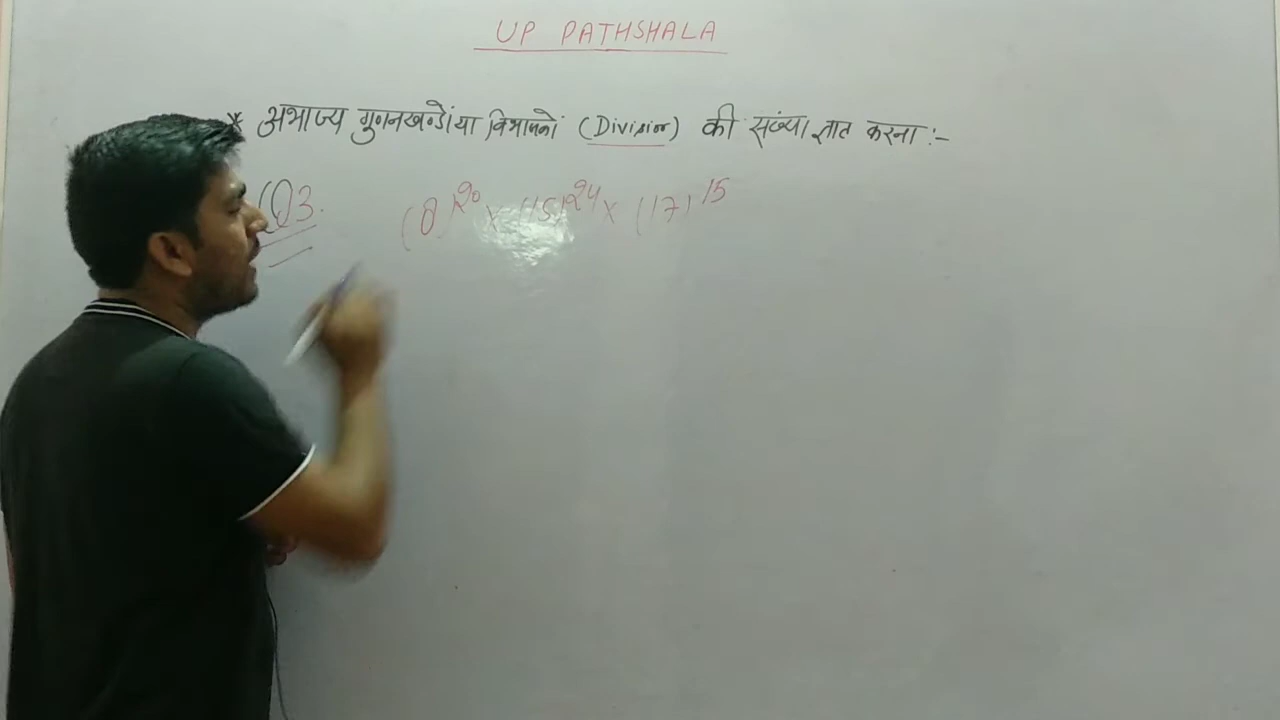 UP PATHSHALA
* अभाज्य गुणनखण्डों या विभाजकों (Division) की संख्या ज्ञात करना :-
Q3. (8)²⁰ × (15)²⁴ × (17)¹⁵